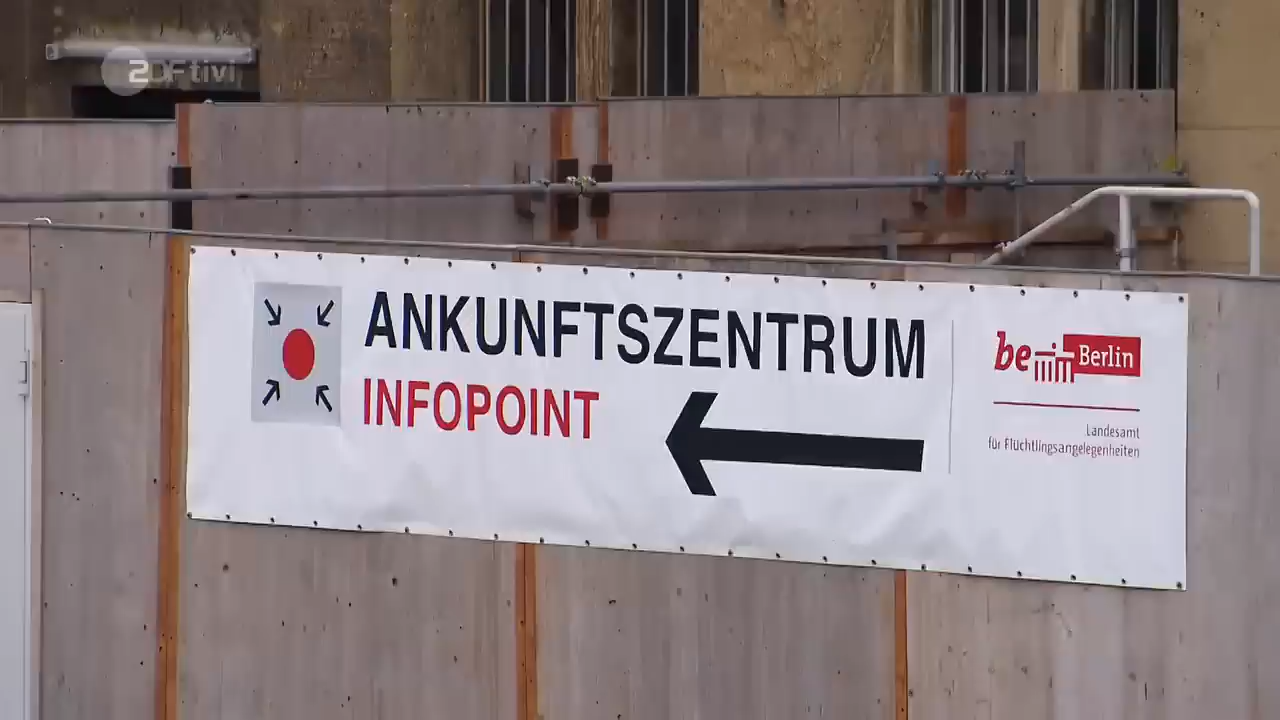 ZDFtivi
ANKUNFTSZENTRUM
INFOPOINT
be Berlin
Landesamt
für Flüchtlingsangelegenheiten